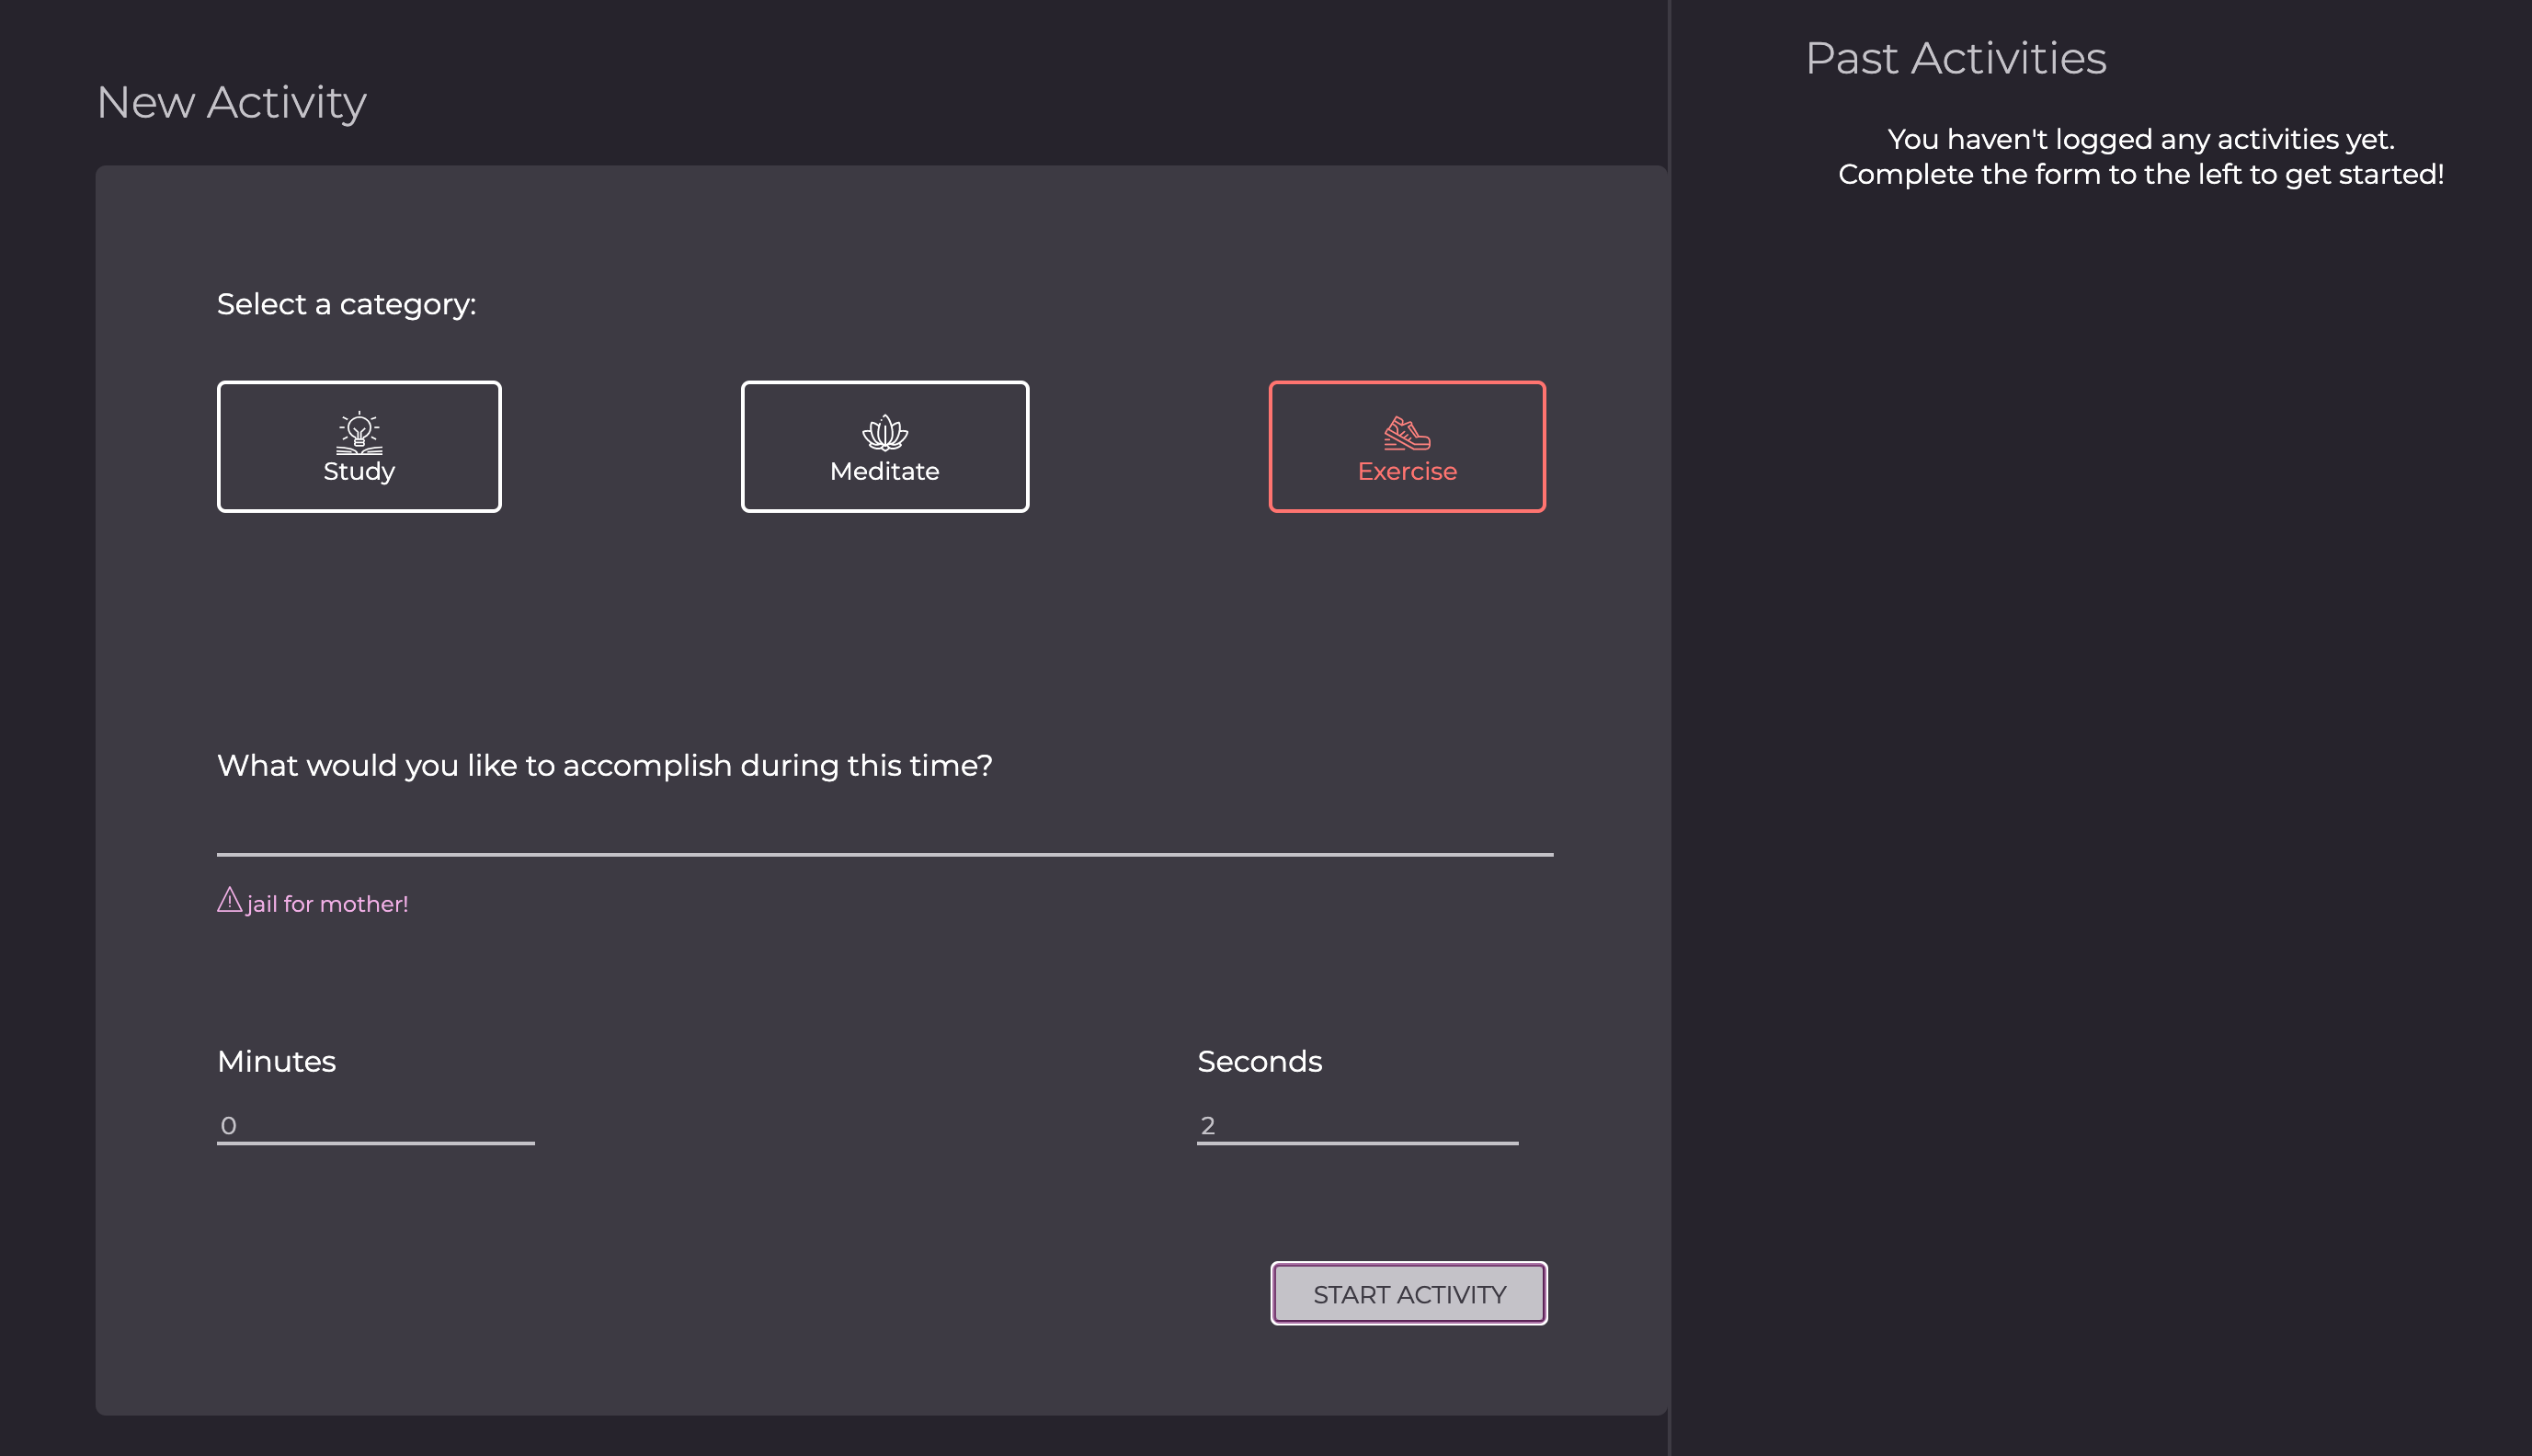 New Activity
Select a category:
Study
Meditate
Exercise
What would you like to accomplish during this time?
jail for mother!
Minutes
Seconds
0
2
START ACTIVITY
Past Activities
You haven't logged any activities yet.
Complete the form to the left to get started!